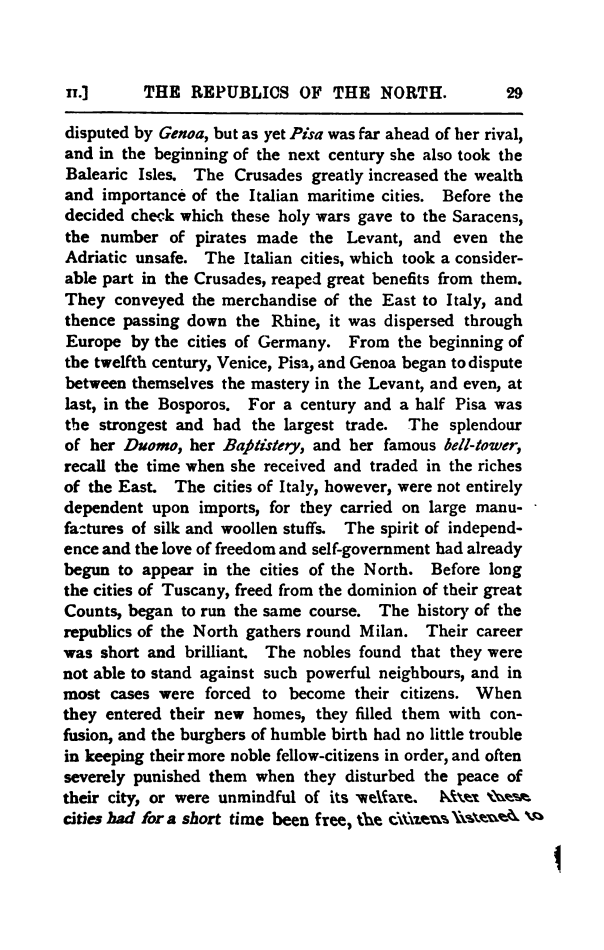 II.] THE REPUBLICS OF THE NORTH. 29
disputed by Genoa, but as yet Pisa was far ahead of her rival,
and in the beginning of the next century she also took the
Balearic Isles. The Crusades greatly increased the wealth
and importance of the Italian maritime cities. Before the
decided check which these holy wars gave to the Saracens,
the number of pirates made the Levant, and even the
Adriatic unsafe. The Italian cities, which took a consider-
able part in the Crusades, reaped great benefits from them.
They conveyed the merchandise of the East to Italy, and
thence passing down the Rhine, it was dispersed through
Europe by the cities of Germany. From the beginning of
the twelfth century, Venice, Pisa, and Genoa began to dispute
between themselves the mastery in the Levant, and even, at
last, in the Bosporos. For a century and a half Pisa was
the strongest and had the largest trade. The splendour
of her Duomo, her Baptistery, and her famous bell-tower,
recall the time when she received and traded in the riches
of the East. The cities of Italy, however, were not entirely
dependent upon imports, for they carried on large manu-
factures of silk and woollen stuffs. The spirit of independ-
ence and the love of freedom and self-government had already
begun to appear in the cities of the North. Before long
the cities of Tuscany, freed from the dominion of their great
Counts, began to run the same course. The history of the
republics of the North gathers round Milan. Their career
was short and brilliant. The nobles found that they were
not able to stand against such powerful neighbours, and in
most cases were forced to become their citizens. When
they entered their new homes, they filled them with con-
fusion, and the burghers of humble birth had no little trouble
in keeping their more noble fellow-citizens in order, and often
severely punished them when they disturbed the peace of
their city, or were unmindful of its welfare. After these
cities had for a short time been free, the citizens listened to